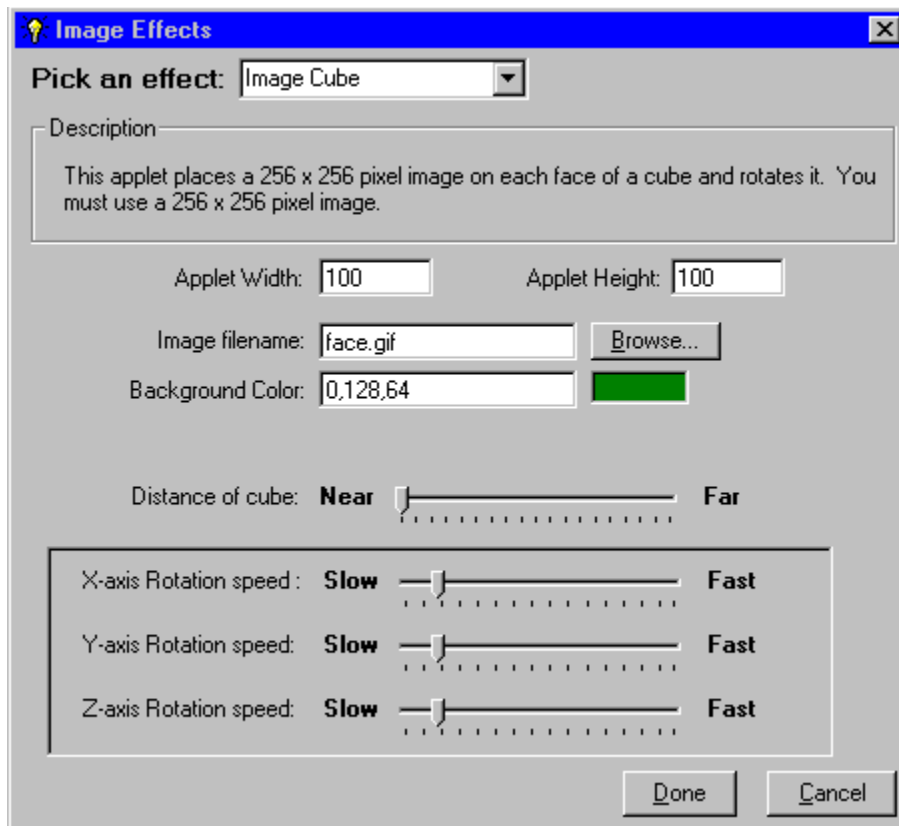 Image Effects
Pick an effect: Image Cube
Description
This applet places a 256 x 256 pixel image on each face of a cube and rotates it. You
must use a 256 x 256 pixel image.
Applet Width: 100 Applet Height: 100
Image filename: face.gif Browse...
Background Color: 0,128,64
Distance of cube: Near Far
X-axis Rotation speed : Slow Fast
Y-axis Rotation speed: Slow Fast
Z-axis Rotation speed: Slow Fast
Done Cancel